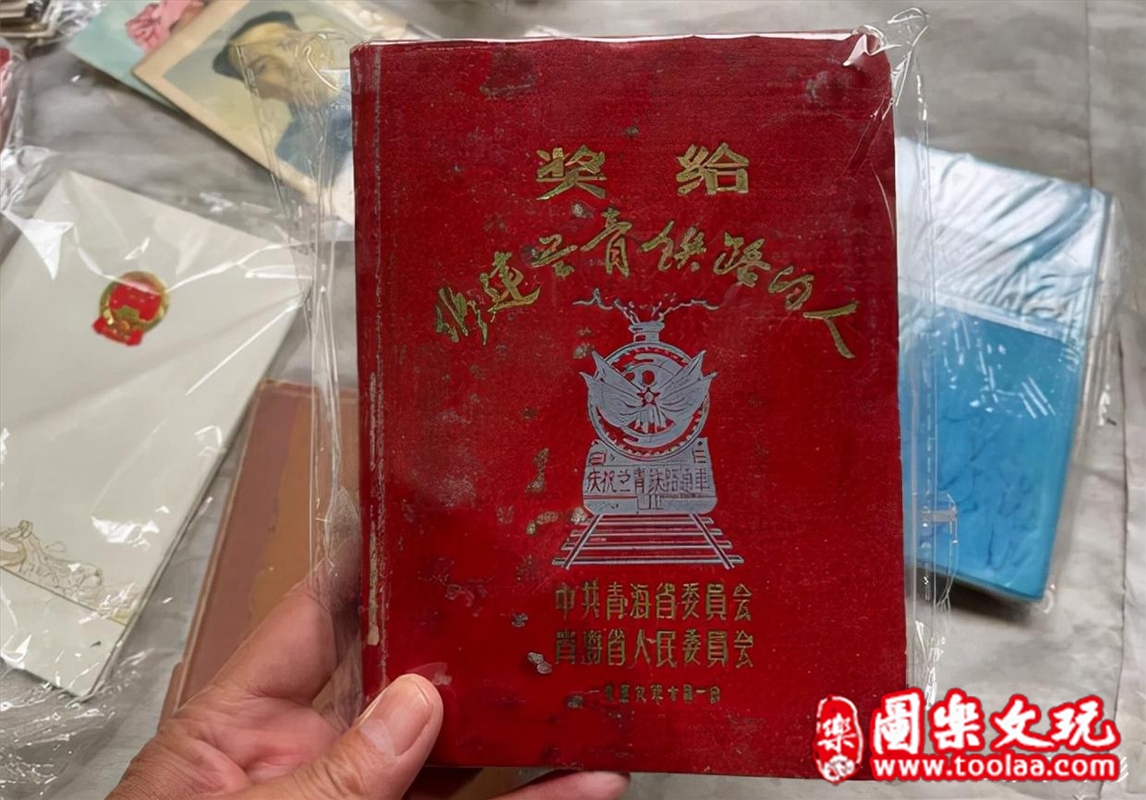 奖给
修建兰青铁路的人
庆祝兰青铁路通車
中共青海省委員会
青海省人民委員会
一九五九年十月一日
樂
圖樂文玩
www.toolaa.com